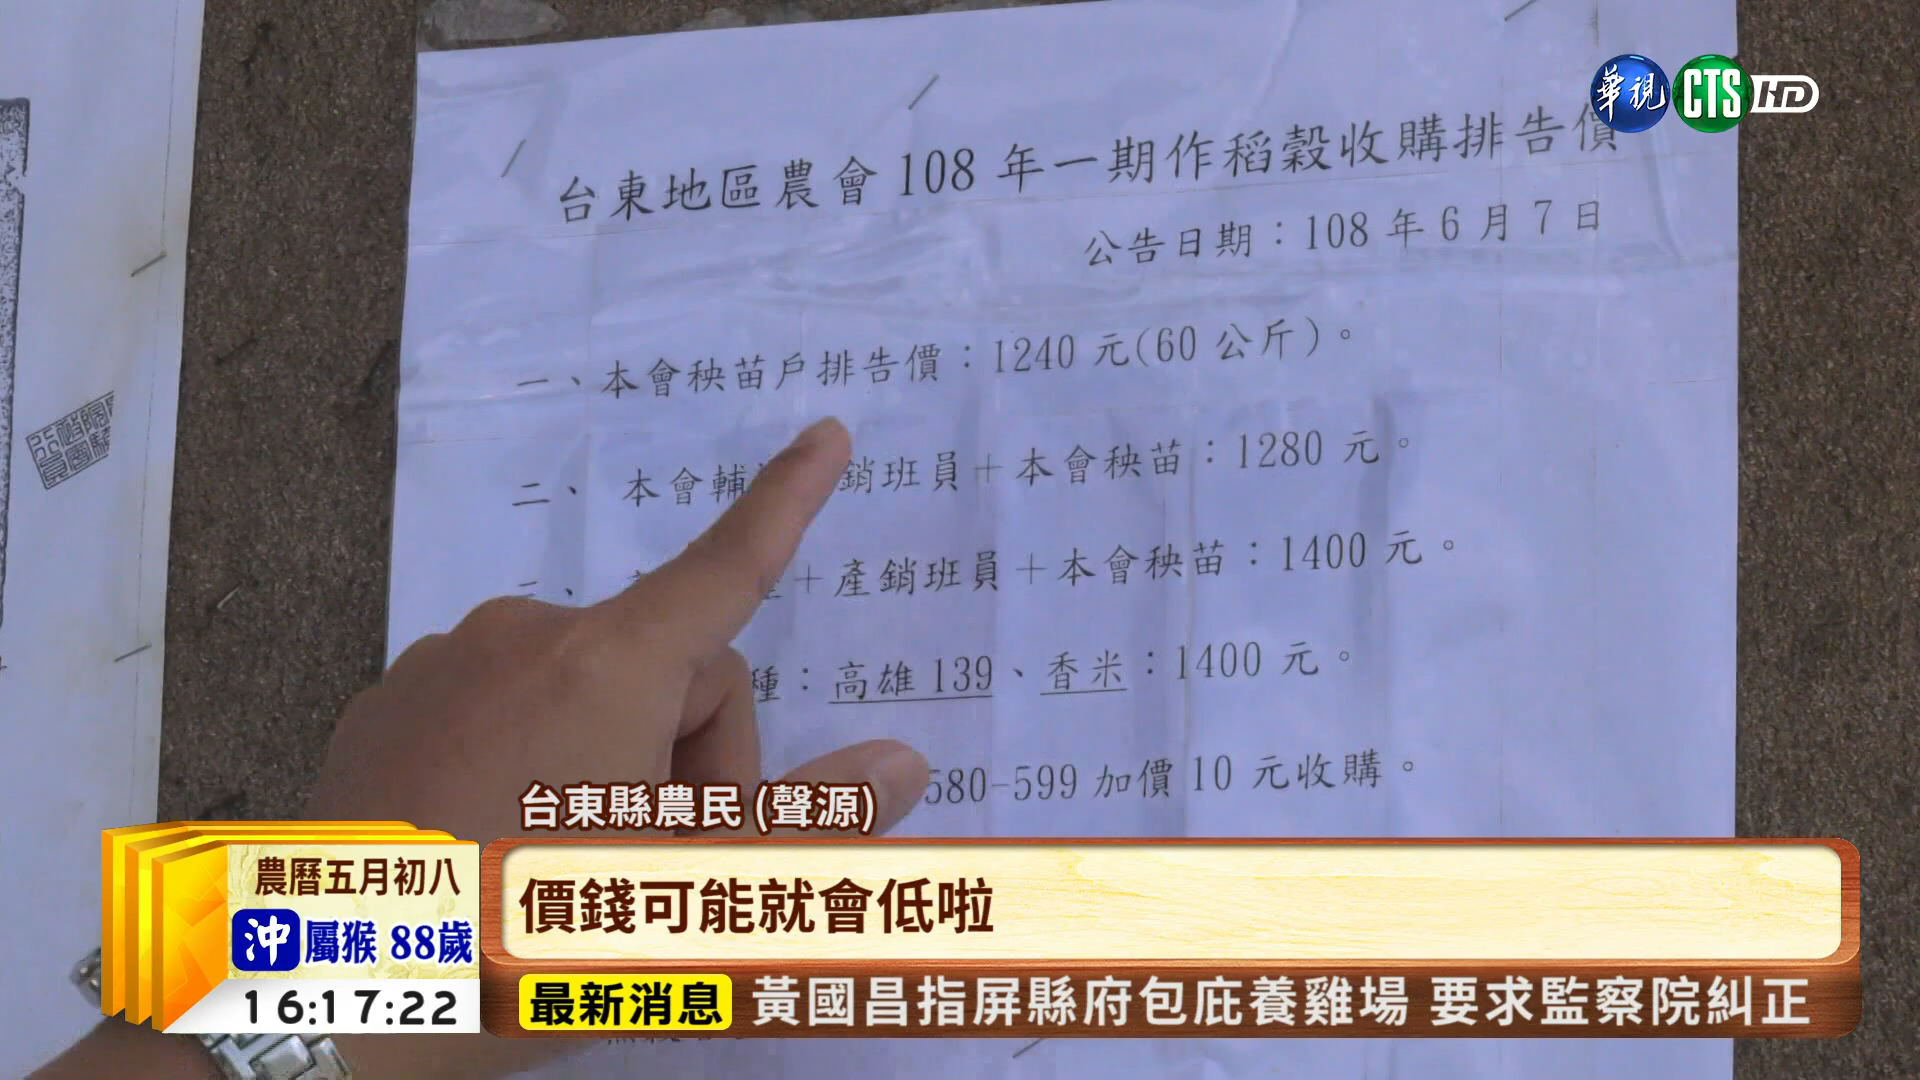 華視 CTS HD
台東地區農會108年一期作稻穀收購排告價
公告日期：108年6月7日
一、本會秧苗戶排告價：1240元(60公斤)。
二、本會輔 銷班員＋本會秧苗：1280元。
＋產銷班員＋本會秧苗：1400元。
種：高雄139、香米：1400元。
580-599加價10元收購。
台東縣農民(聲源)
農曆五月初八
價錢可能就會低啦
沖 屬猴 88歲
16:17:22
最新消息 黃國昌指屏縣府包庇養雞場 要求監察院糾正